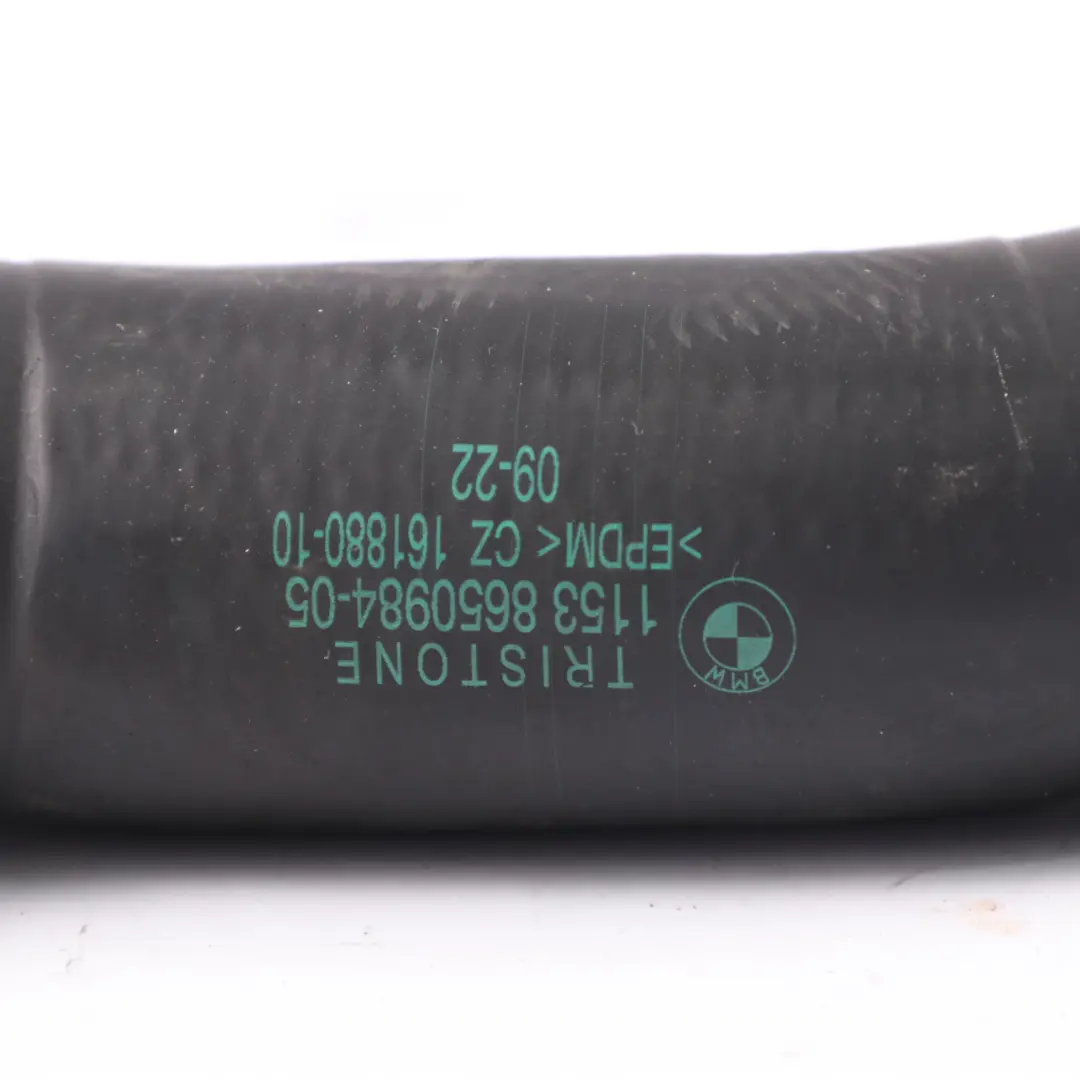 BMW
TRISTONE
1153 8650984-05
>EPDM< CZ 161880-10
09-22